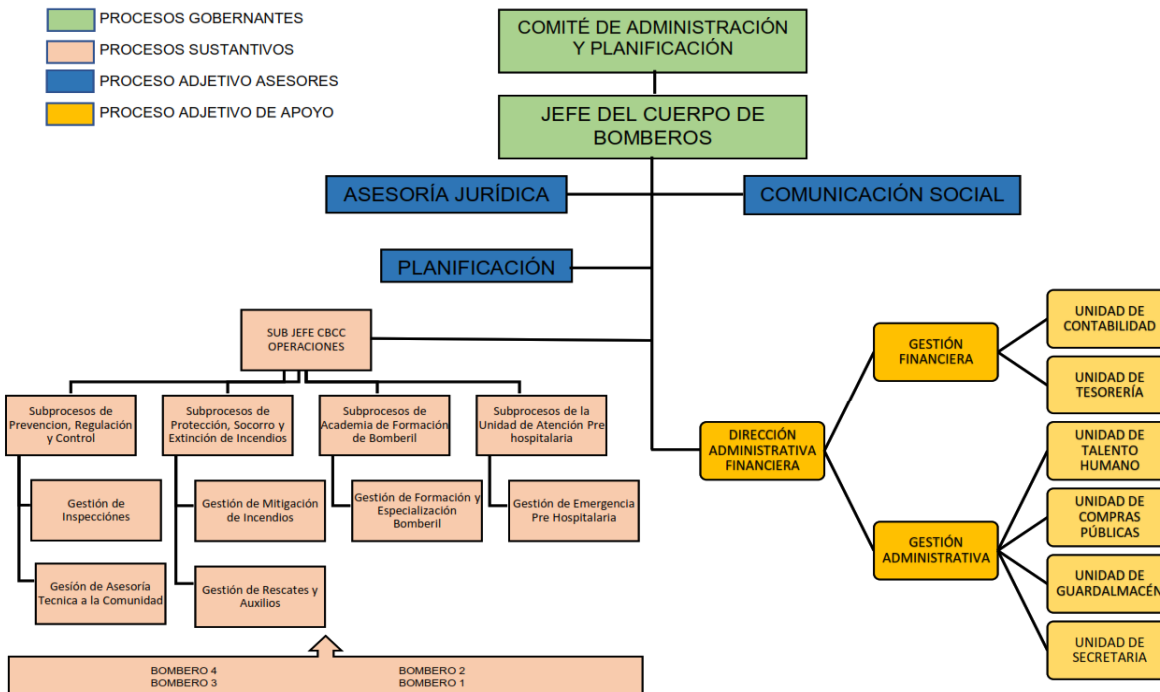 PROCESOS GOBERNANTES
PROCESOS SUSTANTIVOS
PROCESO ADJETIVO ASESORES
PROCESO ADJETIVO DE APOYO
COMITÉ DE ADMINISTRACIÓN
Y PLANIFICACIÓN
JEFE DEL CUERPO DE
BOMBEROS
ASESORÍA JURÍDICA
COMUNICACIÓN SOCIAL
PLANIFICACIÓN
SUB JEFE CBCC
OPERACIONES
Subprocesos de
Prevencion, Regulación
y Control
Subprocesos de
Protección, Socorro y
Extinción de Incendios
Subprocesos de
Academia de Formación
de Bomberil
Subprocesos de la
Unidad de Atención Pre
hospitalaria
Gestión de
Inspecciónes
Gestión de Mitigación
de Incendios
Gestión de Formación y
Especialización
Bomberil
Gestión de Emergencia
Pre Hospitalaria
Gesíón de Asesoría
Tecnica a la Comunidad
Gestión de Rescates y
Auxilios
BOMBERO 4
BOMBERO 3
BOMBERO 2
BOMBERO 1
DIRECCIÓN
ADMINISTRATIVA
FINANCIERA
GESTIÓN
FINANCIERA
UNIDAD DE
CONTABILIDAD
UNIDAD DE
TESORERÍA
GESTIÓN
ADMINISTRATIVA
UNIDAD DE
TALENTO
HUMANO
UNIDAD DE
COMPRAS
PÚBLICAS
UNIDAD DE
GUARDALMACÉN
UNIDAD DE
SECRETARIA